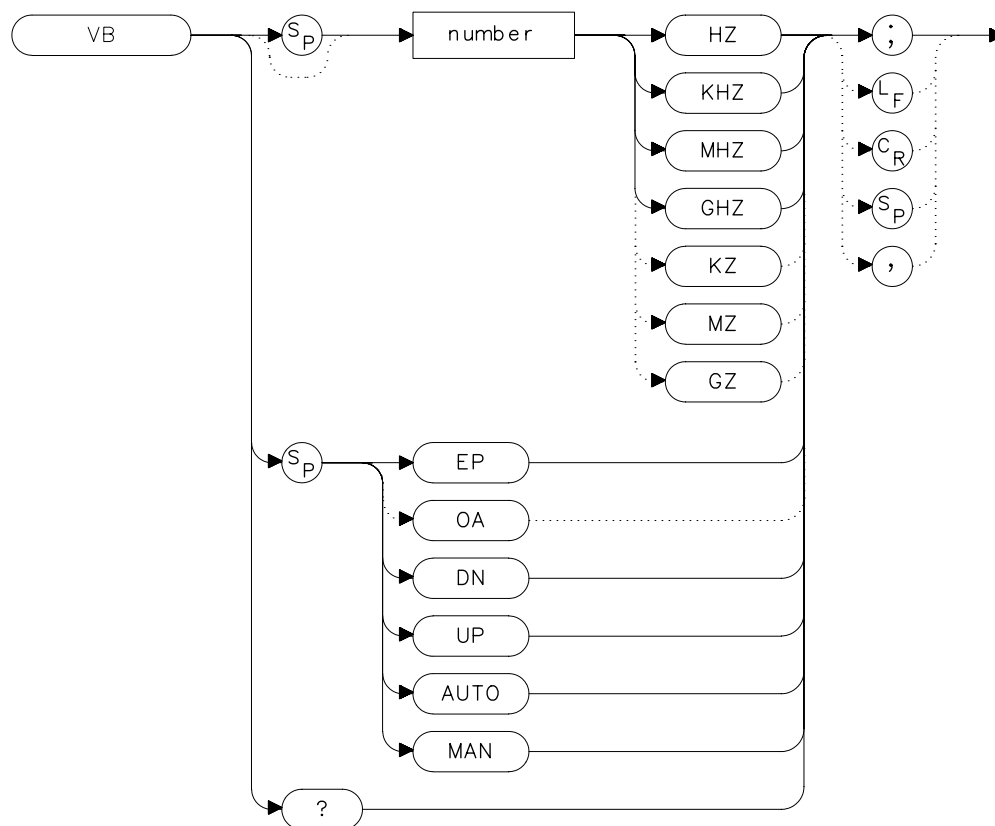 VB
SP
number
HZ
;
KHZ
LF
MHZ
CR
GHZ
SP
KZ
,
MZ
GZ
SP
EP
OA
DN
UP
AUTO
MAN
?